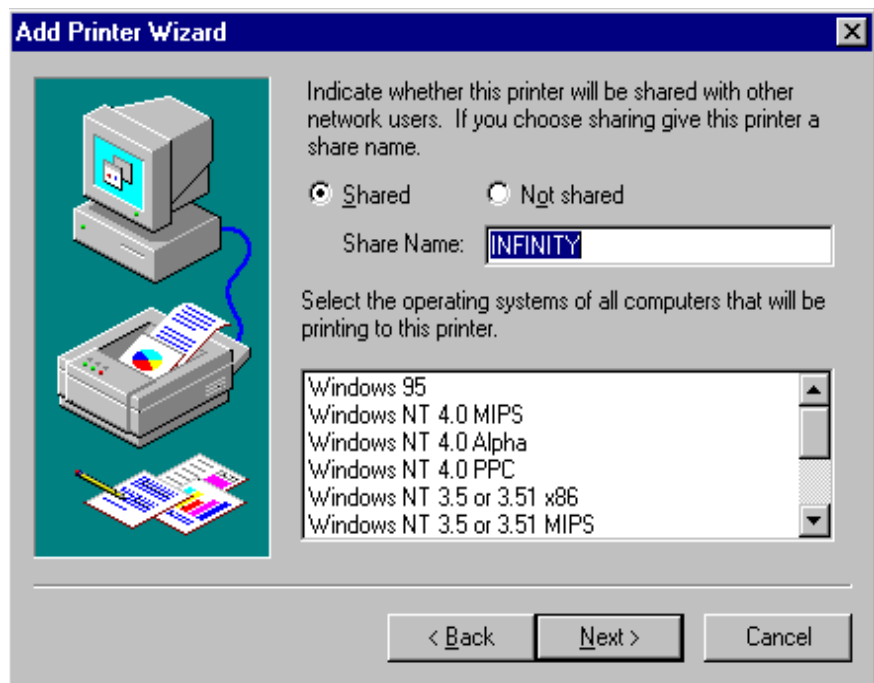 Add Printer Wizard
Indicate whether this printer will be shared with other
network users. If you choose sharing give this printer a
share name.
Shared Not shared
Share Name: INFINITY
Select the operating systems of all computers that will be
printing to this printer.
Windows 95
Windows NT 4.0 MIPS
Windows NT 4.0 Alpha
Windows NT 4.0 PPC
Windows NT 3.5 or 3.51 x86
Windows NT 3.5 or 3.51 MIPS
< Back Next > Cancel